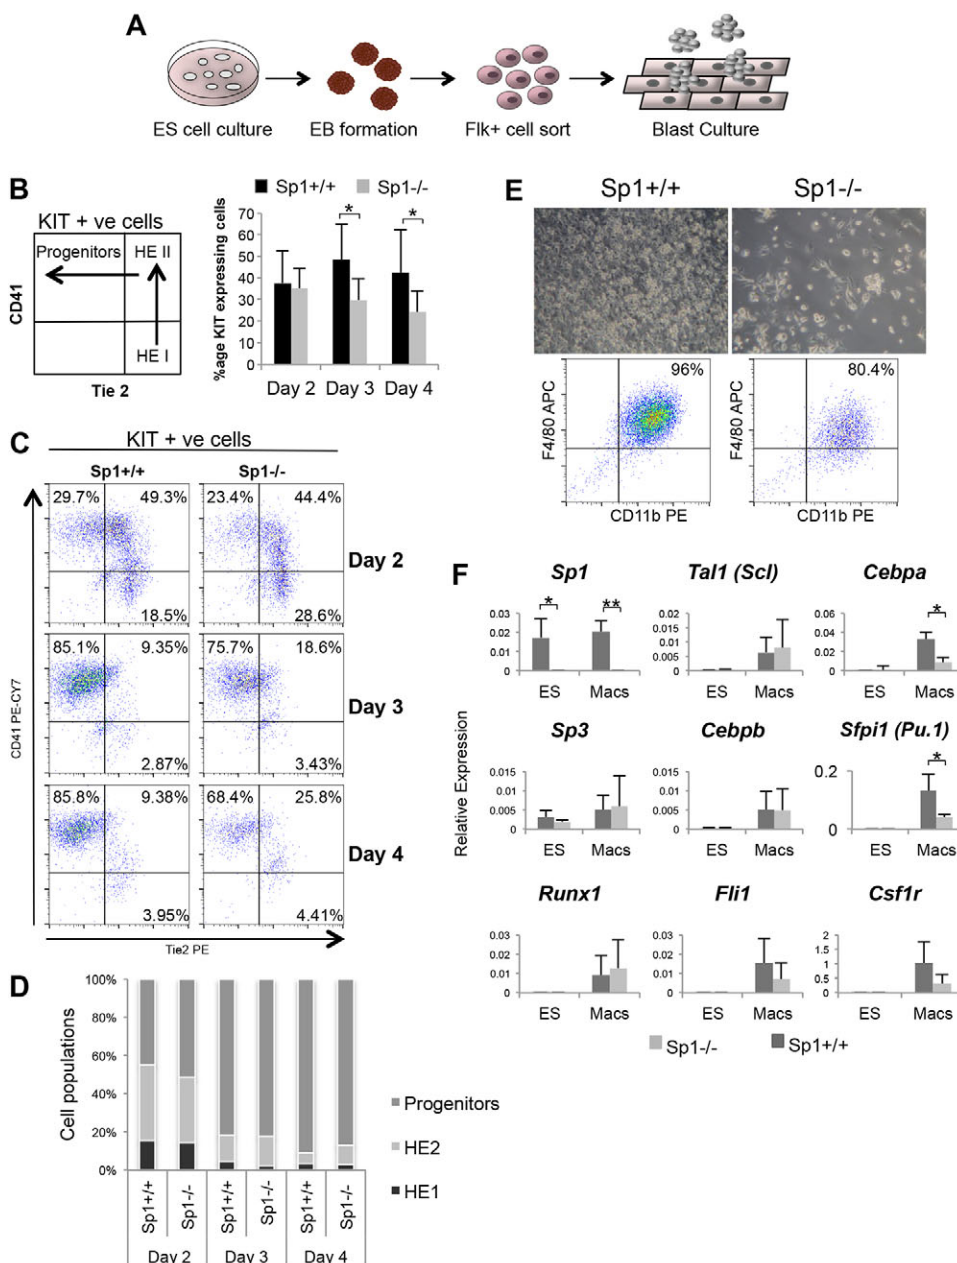 A
ES cell culture
EB formation
Flk+ cell sort
Blast Culture
B
KIT + ve cells
Progenitors
HE II
HE I
CD41
Tie 2
Sp1+/+
Sp1-/-
%age KIT expressing cells
70
60
50
40
30
20
10
0
*
*
Day 2
Day 3
Day 4
C
KIT + ve cells
Sp1+/+
Sp1-/-
29.7%
49.3%
18.5%
23.4%
44.4%
28.6%
Day 2
85.1%
9.35%
2.87%
75.7%
18.6%
3.43%
Day 3
85.8%
9.38%
3.95%
68.4%
25.8%
4.41%
Day 4
CD41 PE-CY7
Tie2 PE
D
Cell populations
100%
80%
60%
40%
20%
0%
Sp1+/+
Sp1-/-
Sp1+/+
Sp1-/-
Sp1+/+
Sp1-/-
Day 2
Day 3
Day 4
Progenitors
HE2
HE1
E
Sp1+/+
Sp1-/-
96%
F4/80 APC
CD11b PE
80.4%
F4/80 APC
CD11b PE
F
Relative Expression
Sp1
0.03
0.02
0.01
0
*
**
ES
Macs
Tal1 (Scl)
0.02
0.015
0.01
0.005
0
ES
Macs
Cebpa
0.06
0.04
0.02
0
*
ES
Macs
Sp3
0.015
0.01
0.005
0
ES
Macs
Cebpb
0.015
0.01
0.005
0
ES
Macs
Sfpi1 (Pu.1)
0.2
0
*
ES
Macs
Runx1
0.03
0.02
0.01
0
ES
Macs
Fli1
0.03
0.02
0.01
0
ES
Macs
Csf1r
2
1.5
1
0.5
0
ES
Macs
Sp1-/-
Sp1+/+